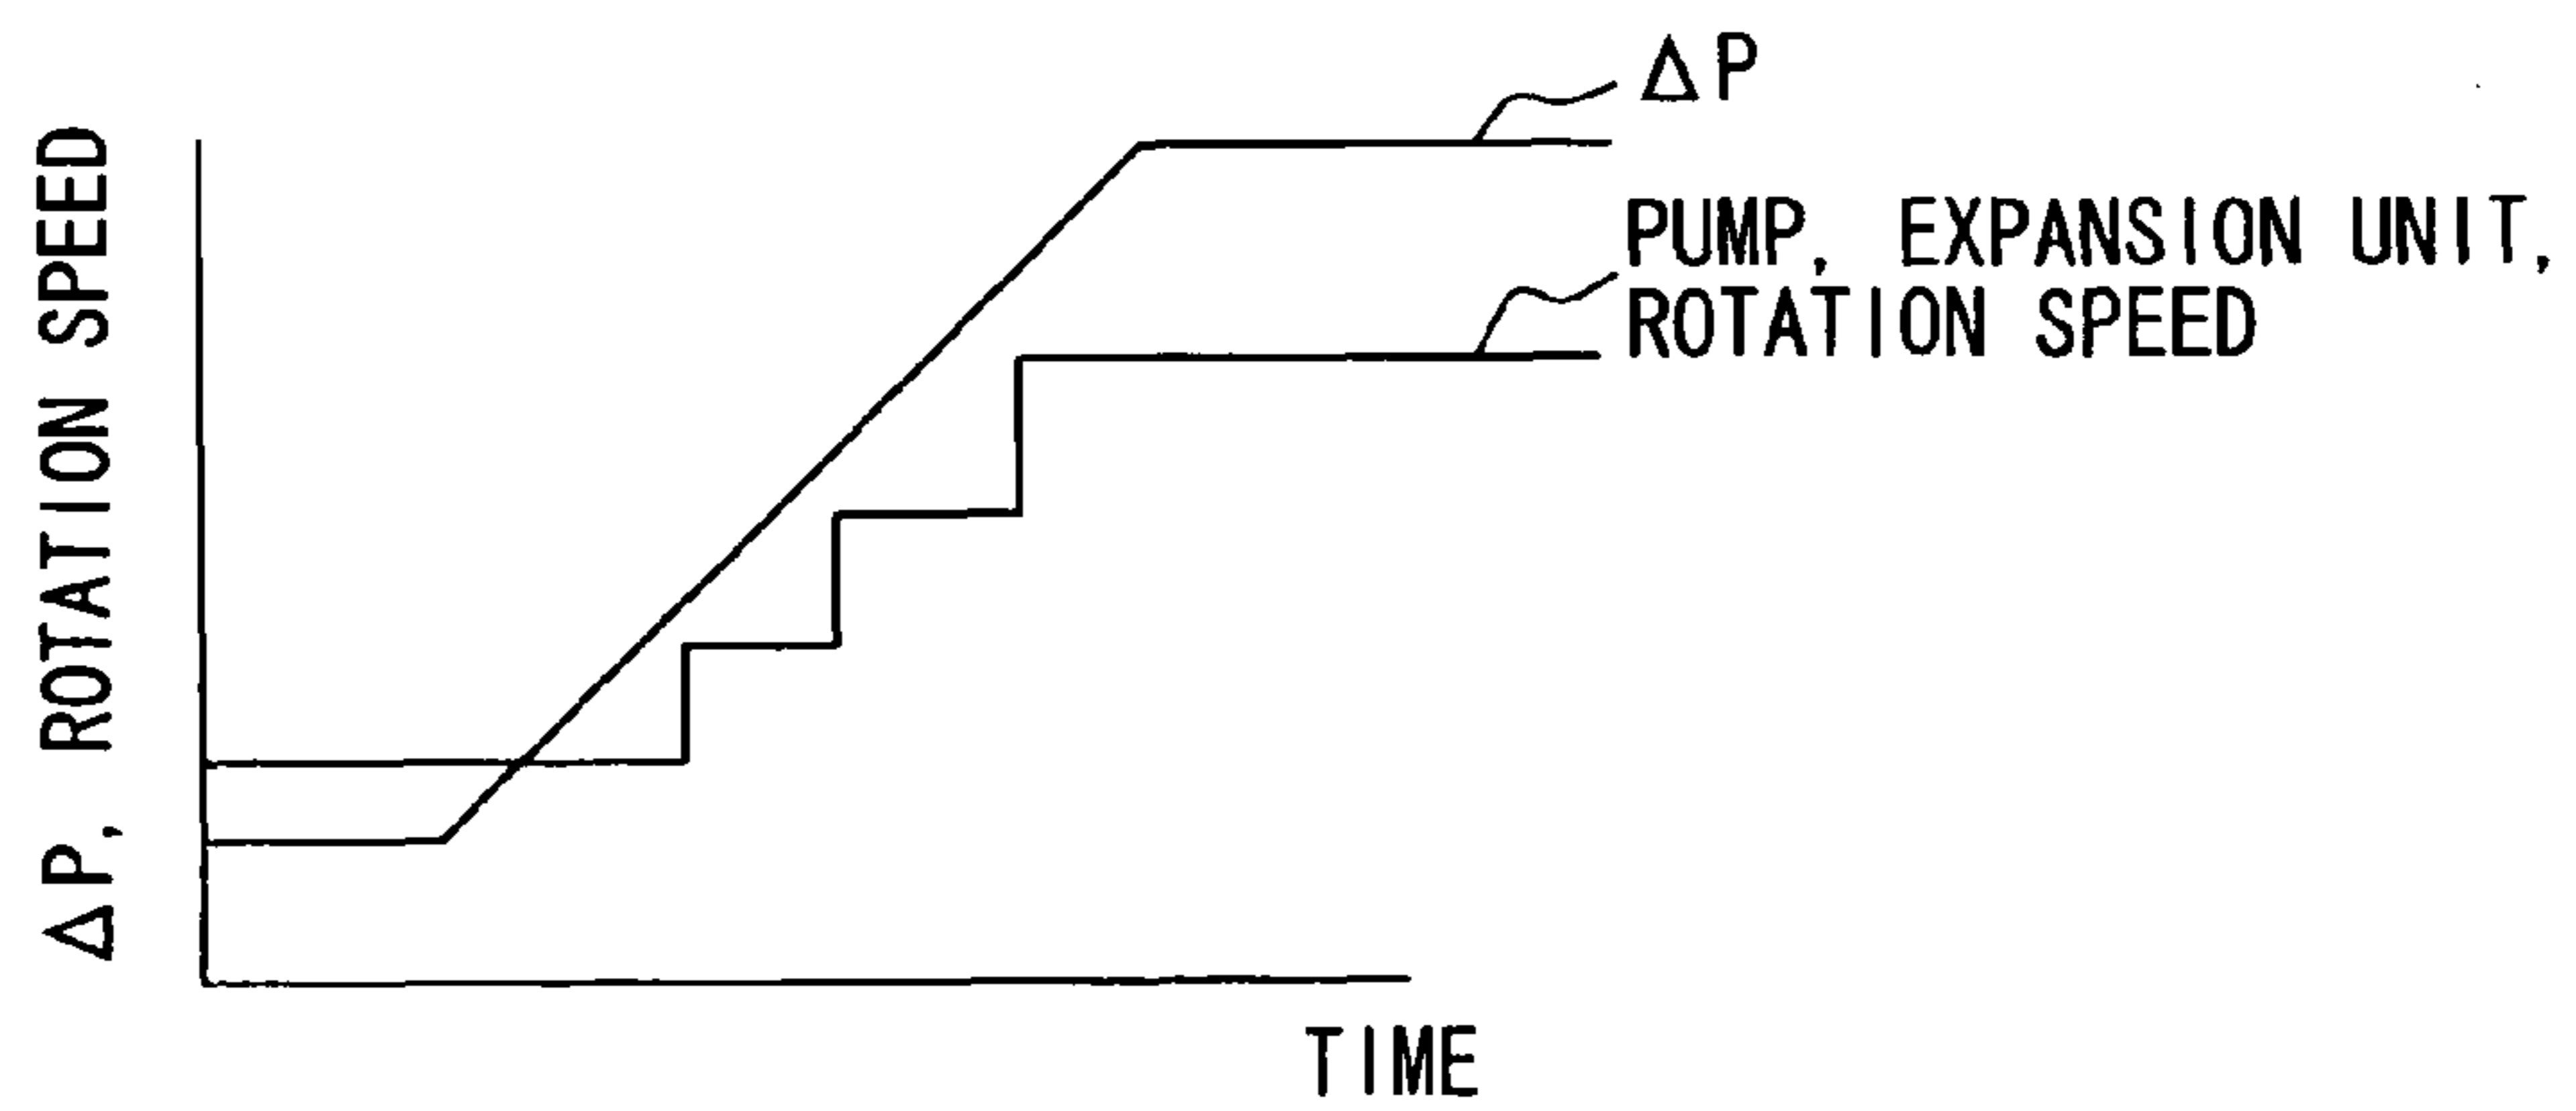 ΔP
PUMP, EXPANSION UNIT,
ROTATION SPEED
ΔP, ROTATION SPEED
TIME